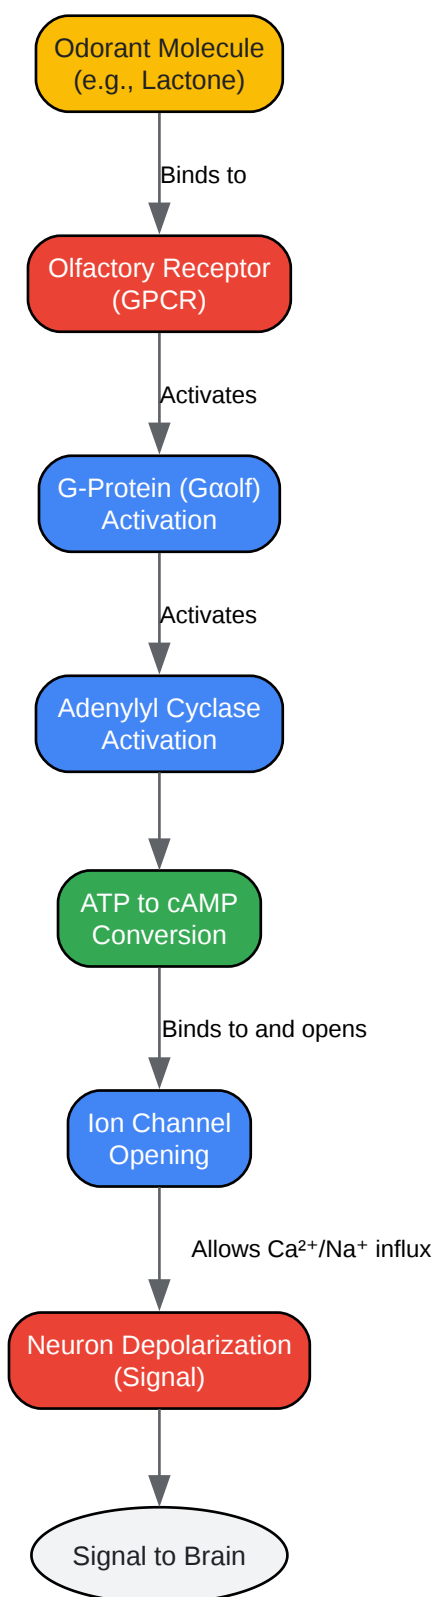 Odorant Molecule
(e.g., Lactone)
Binds to
Olfactory Receptor
(GPCR)
Activates
G-Protein (Gαolf)
Activation
Activates
Adenylyl Cyclase
Activation
ATP to cAMP
Conversion
Binds to and opens
Ion Channel
Opening
Allows Ca²⁺/Na⁺ influx
Neuron Depolarization
(Signal)
Signal to Brain